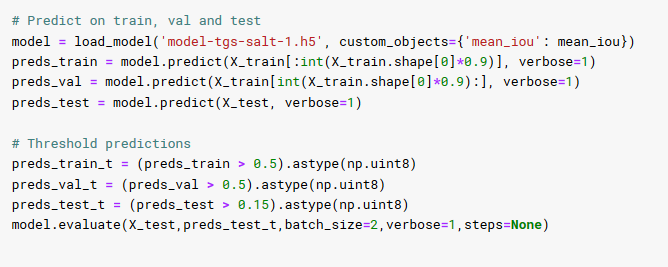 # Predict on train, val and test
model = load_model('model-tgs-salt-1.h5', custom_objects={'mean_iou': mean_iou})
preds_train = model.predict(X_train[:int(X_train.shape[0]*0.9)], verbose=1)
preds_val = model.predict(X_train[int(X_train.shape[0]*0.9):], verbose=1)
preds_test = model.predict(X_test, verbose=1)

# Threshold predictions
preds_train_t = (preds_train > 0.5).astype(np.uint8)
preds_val_t = (preds_val > 0.5).astype(np.uint8)
preds_test_t = (preds_test > 0.15).astype(np.uint8)
model.evaluate(X_test,preds_test_t,batch_size=2,verbose=1,steps=None)